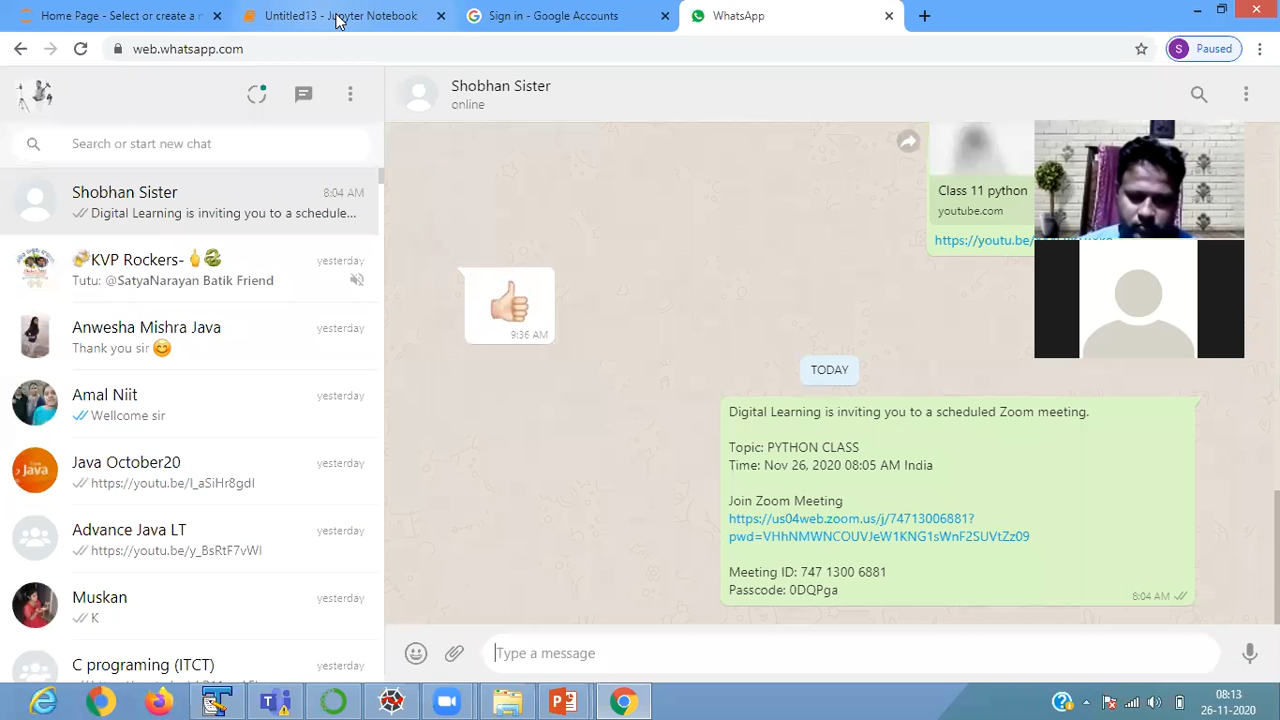 Home Page - Select or create a n
Untitled13 - Jupyter Notebook
Sign in - Google Accounts
WhatsApp
web.whatsapp.com
S
Paused
Shobhan Sister
online
Search or start new chat
Shobhan Sister
8:04 AM
Digital Learning is inviting you to a schedule...
KVP Rockers-
yesterday
Tutu: @SatyaNarayan Batik Friend
Anwesha Mishra Java
yesterday
Thank you sir
Amal Niit
yesterday
Wellcome sir
Java October20
yesterday
https://youtu.be/l_aSiHr8gdI
Advance Java LT
yesterday
https://youtu.be/y_BsRtF7vWI
Muskan
yesterday
K
C programing (ITCT)
yesterday
Class 11 python
youtube.com
https://youtu.be/
9:36 AM
TODAY
Digital Learning is inviting you to a scheduled Zoom meeting.
Topic: PYTHON CLASS
Time: Nov 26, 2020 08:05 AM India
Join Zoom Meeting
https://us04web.zoom.us/j/74713006881?
pwd=VHhNMWNCOUVJeW1KNG1sWnF2SUVtZz09
Meeting ID: 747 1300 6881
Passcode: 0DQPga
8:04 AM
Type a message
08:13
26-11-2020